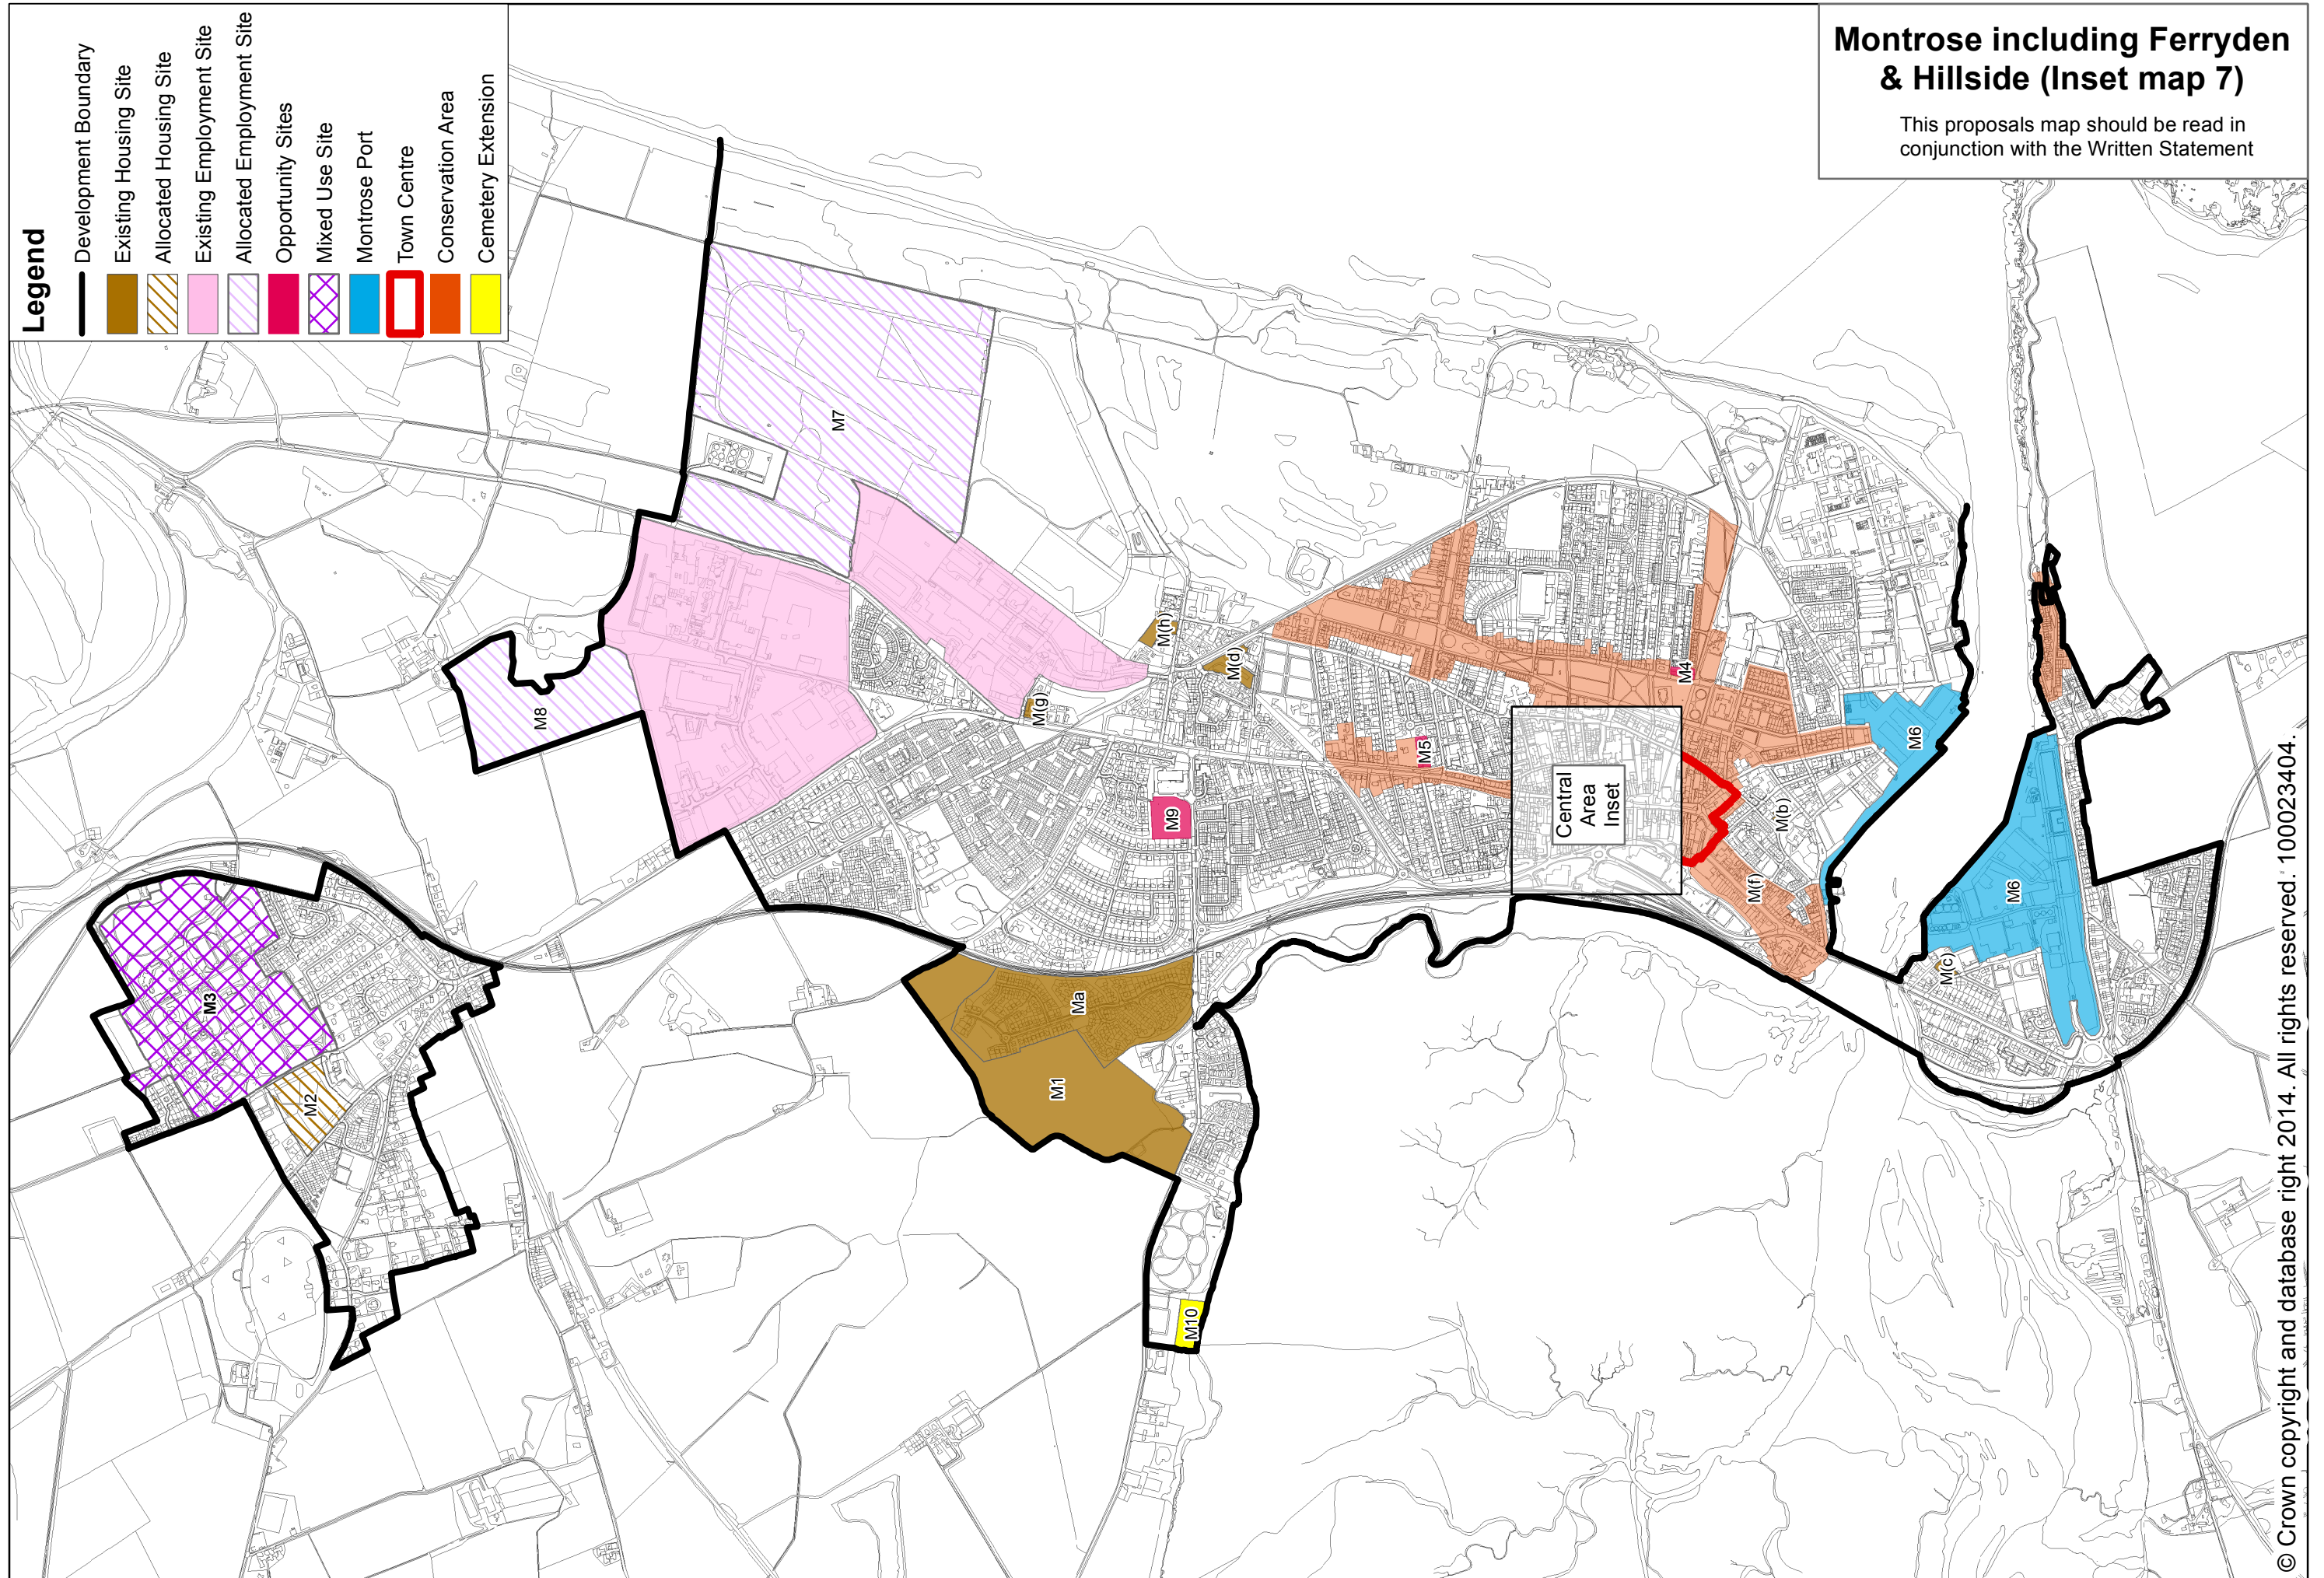 Montrose including Ferryden
& Hillside (Inset map 7)
This proposals map should be read in
conjunction with the Written Statement
Legend
Development Boundary
Existing Housing Site
Allocated Housing Site
Existing Employment Site
Allocated Employment Site
Opportunity Sites
Mixed Use Site
Montrose Port
Town Centre
Conservation Area
Cemetery Extension
M7
M8
M(h)
M(d)
M(g)
M3
M2
M9
M5
M4
Ma
M1
M10
Central
Area
Inset
M(b)
M(f)
M6
M6
M(c)
© Crown copyright and database right 2014. All rights reserved. 100023404.